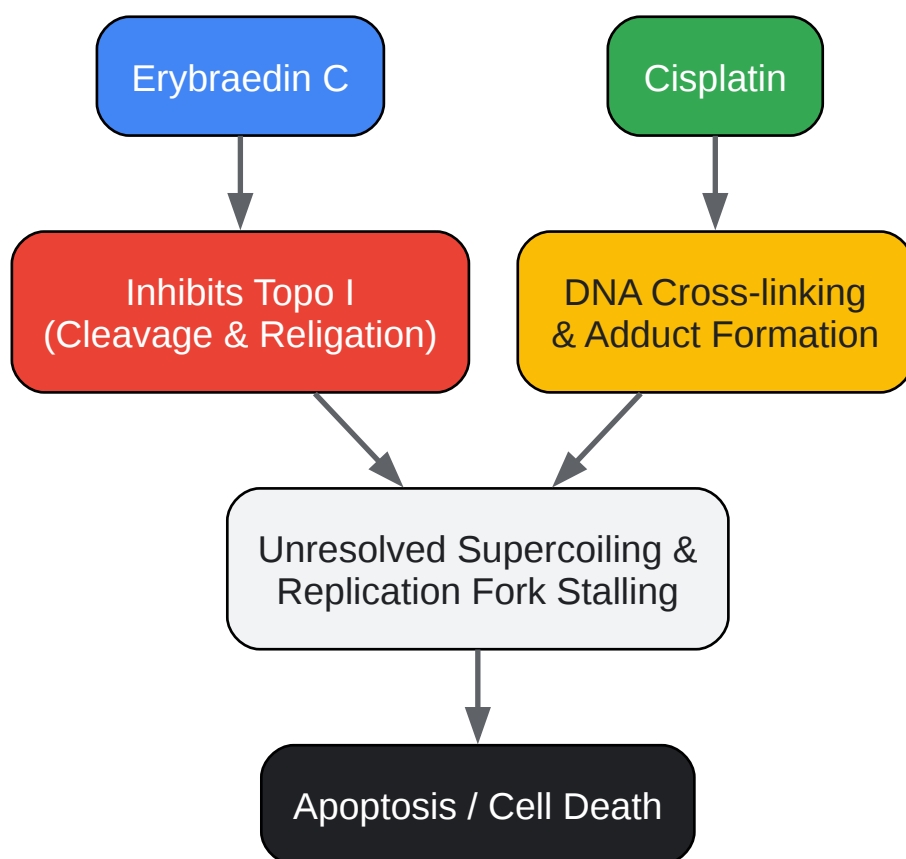 Erybraedin C
Cisplatin
Inhibits Topo I
(Cleavage & Religation)
DNA Cross-linking
& Adduct Formation
Unresolved Supercoiling &
Replication Fork Stalling
Apoptosis / Cell Death